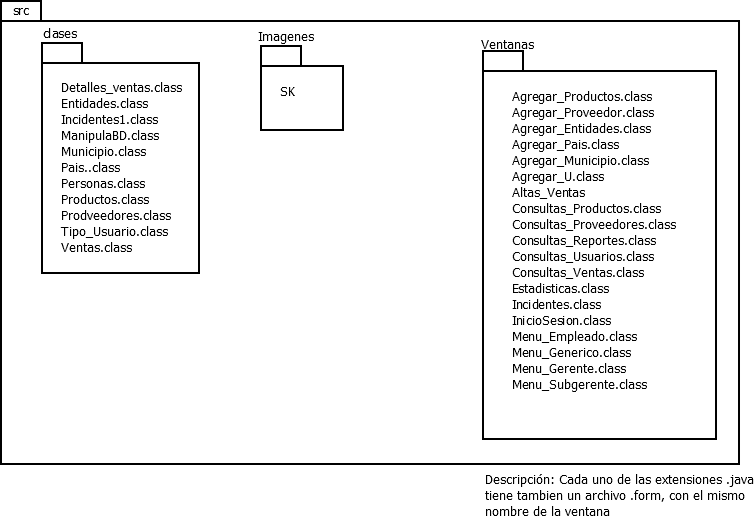 src
clases
Detalles_ventas.class
Entidades.class
Incidentes1.class
ManipulaBD.class
Municipio.class
Pais..class
Personas.class
Productos.class
Prodveedores.class
Tipo_Usuario.class
Ventas.class
Imagenes
SK
Ventanas
Agregar_Productos.class
Agregar_Proveedor.class
Agregar_Entidades.class
Agregar_Pais.class
Agregar_Municipio.class
Agregar_U.class
Altas_Ventas
Consultas_Productos.class
Consultas_Proveedores.class
Consultas_Reportes.class
Consultas_Usuarios.class
Consultas_Ventas.class
Estadisticas.class
Incidentes.class
InicioSesion.class
Menu_Empleado.class
Menu_Generico.class
Menu_Gerente.class
Menu_Subgerente.class
Descripción: Cada uno de las extensiones .java
tiene tambien un archivo .form, con el mismo
nombre de la ventana